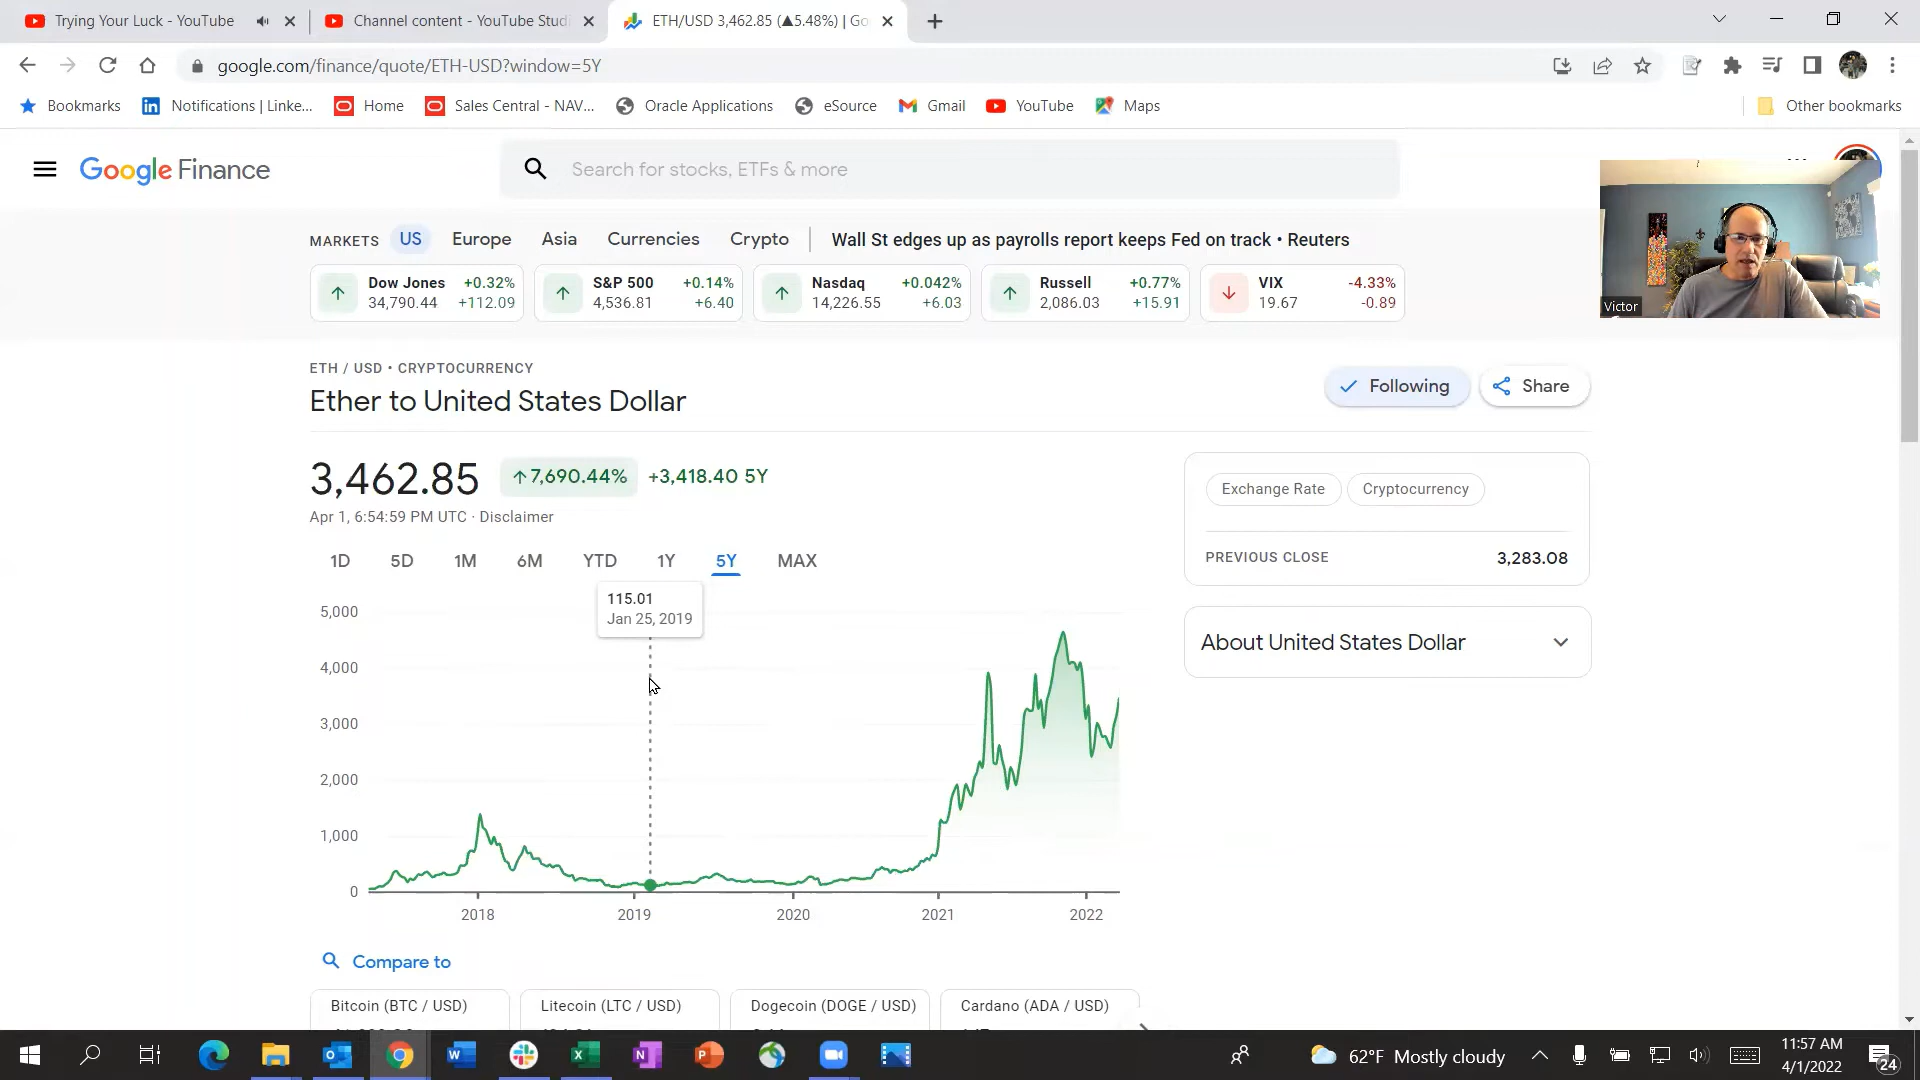 Trying Your Luck - YouTube
Channel content - YouTube Studi
ETH/USD 3,462.85 (▲5.48%) | Go
google.com/finance/quote/ETH-USD?window=5Y
Bookmarks
Notifications | Linke...
Home
Sales Central - NAV...
Oracle Applications
eSource
Gmail
YouTube
Maps
Other bookmarks
Google Finance
Search for stocks, ETFs & more
MARKETS
US
Europe
Asia
Currencies
Crypto
Wall St edges up as payrolls report keeps Fed on track • Reuters
Dow Jones +0.32%
34,790.44 +112.09
S&P 500 +0.14%
4,536.81 +6.40
Nasdaq +0.042%
14,226.55 +6.03
Russell +0.77%
2,086.03 +15.91
VIX -4.33%
19.67 -0.89
Victor
ETH / USD • CRYPTOCURRENCY
Ether to United States Dollar
Following
Share
3,462.85 ↑7,690.44% +3,418.40 5Y
Apr 1, 6:54:59 PM UTC · Disclaimer
Exchange Rate
Cryptocurrency
PREVIOUS CLOSE 3,283.08
1D 5D 1M 6M YTD 1Y 5Y MAX
115.01
Jan 25, 2019
About United States Dollar
5,000
4,000
3,000
2,000
1,000
0
2018 2019 2020 2021 2022
Compare to
Bitcoin (BTC / USD)
Litecoin (LTC / USD)
Dogecoin (DOGE / USD)
Cardano (ADA / USD)
62°F Mostly cloudy
11:57 AM
4/1/2022
24